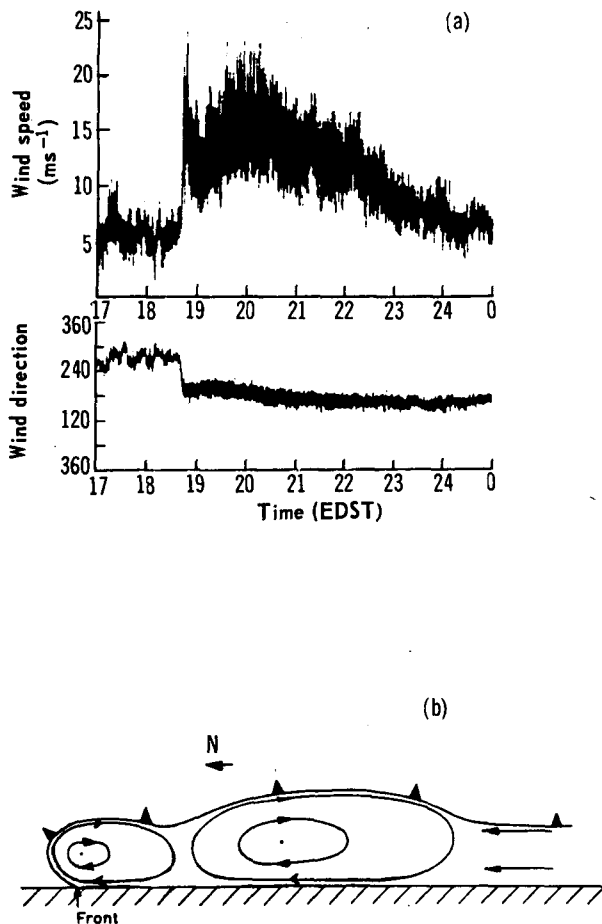 (a)
Wind speed
(ms⁻¹)
25
20
15
10
5
17 18 19 20 21 22 23 24 0
Wind direction
360
240
120
360
17 18 19 20 21 22 23 24 0
Time (EDST)
(b)
N
Front